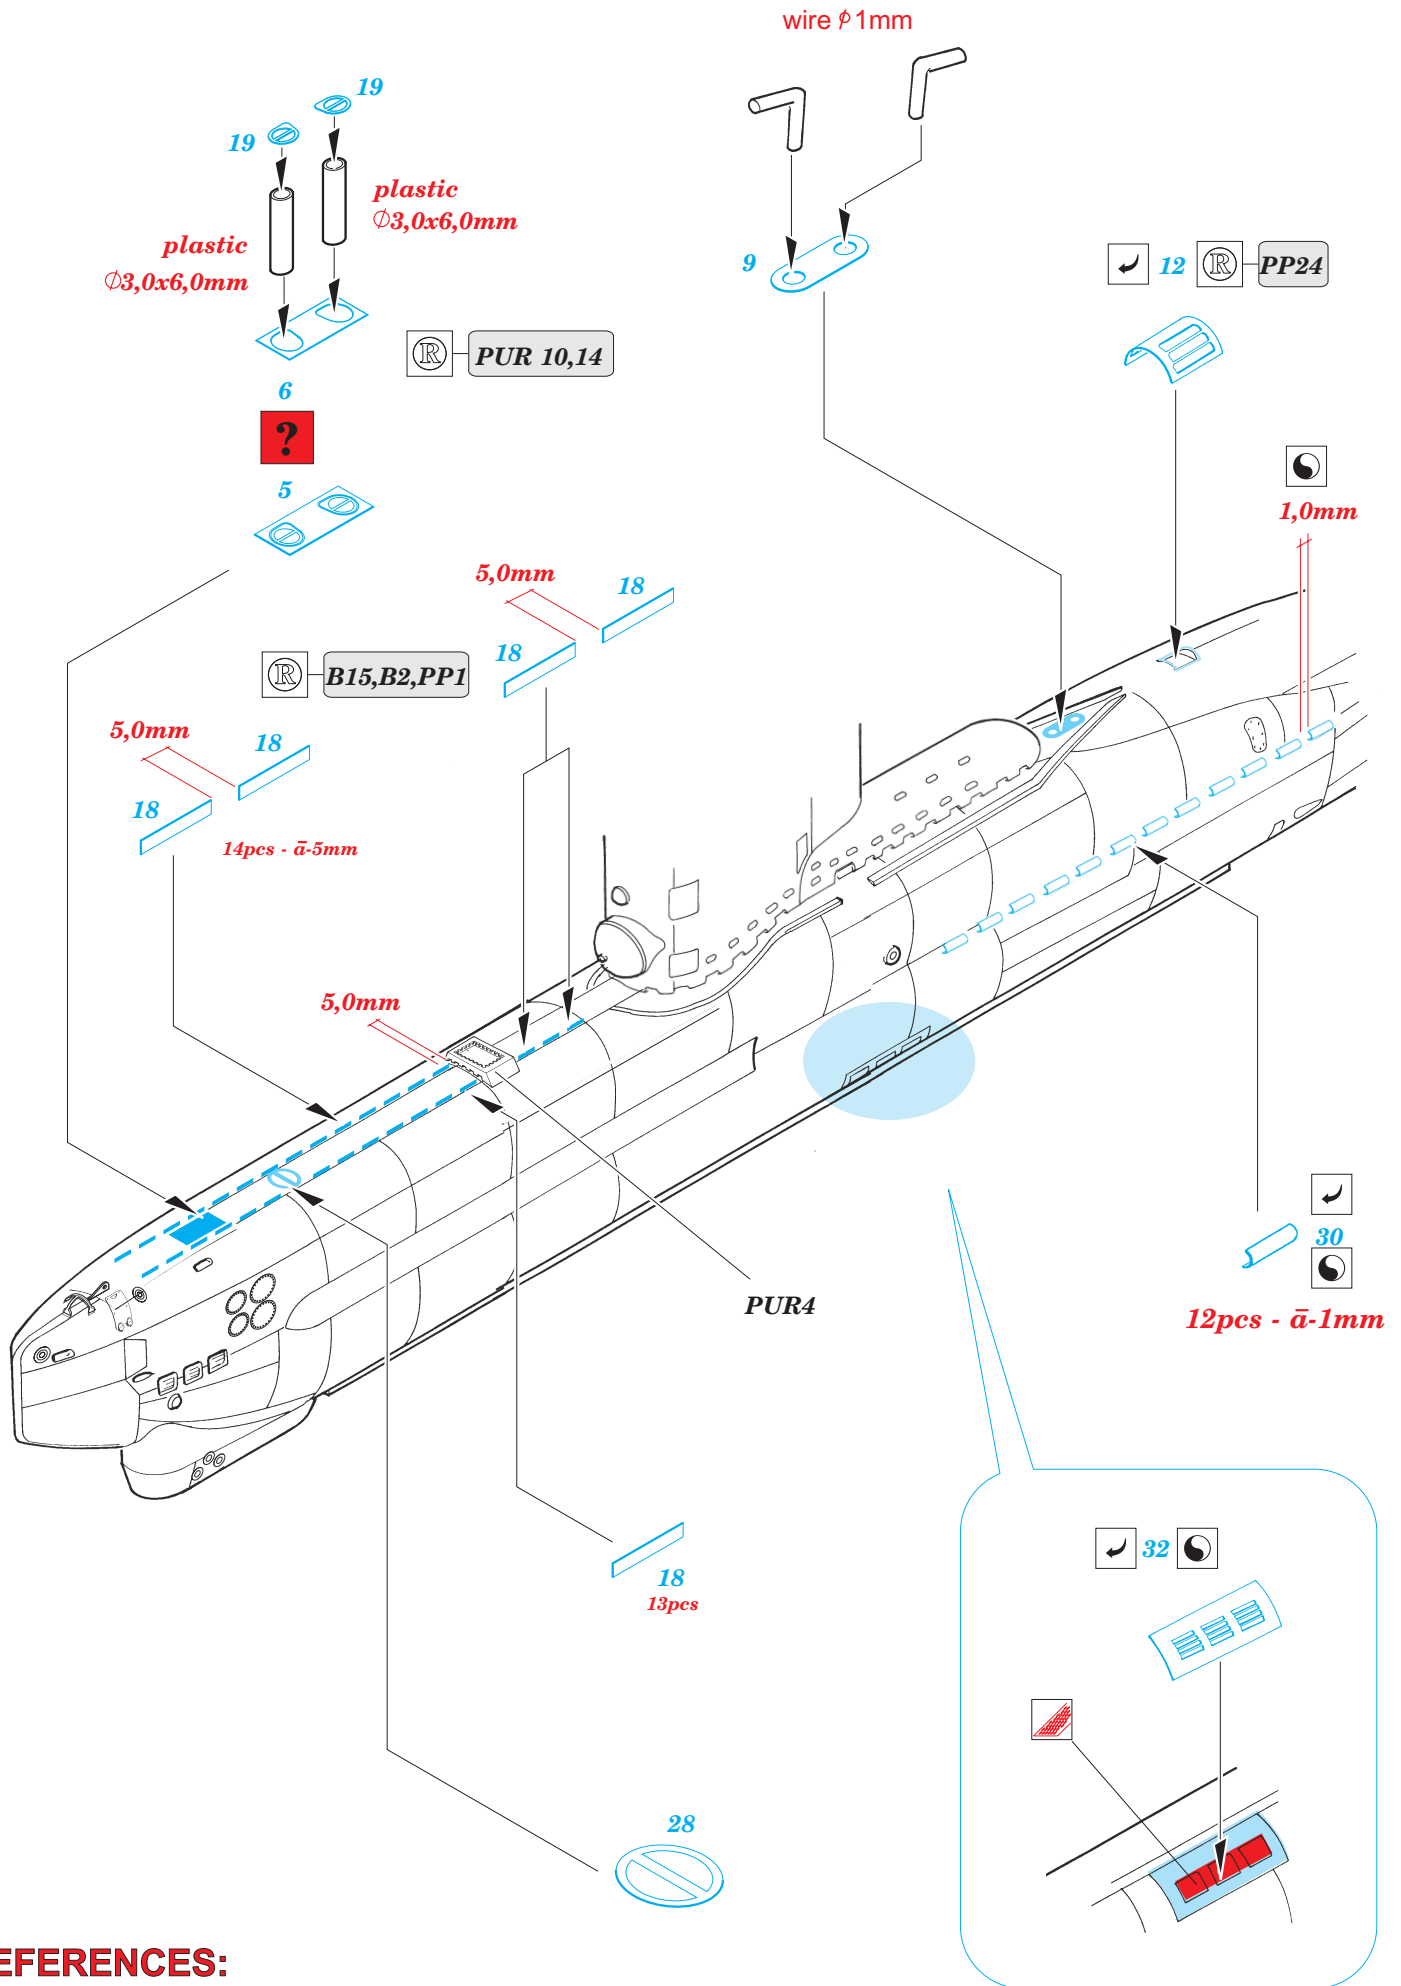 wire ϕ 1mm
19
19
plastic
∅3,0x6,0mm
plastic
∅3,0x6,0mm
9
12 Ⓡ PP24
Ⓡ PUR 10,14
6
?
5
1,0mm
5,0mm
18
18
Ⓡ B15,B2,PP1
5,0mm
18
18
14pcs - ā-5mm
5,0mm
30
PUR4
12pcs - ā-1mm
32
18
13pcs
28
EFERENCES: